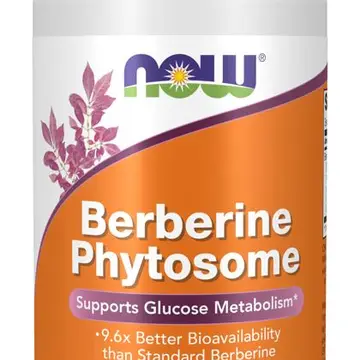 now®
Berberine
Phytosome
Supports Glucose Metabolism*
• 9.6x Better Bioavailability
than Standard Berberine